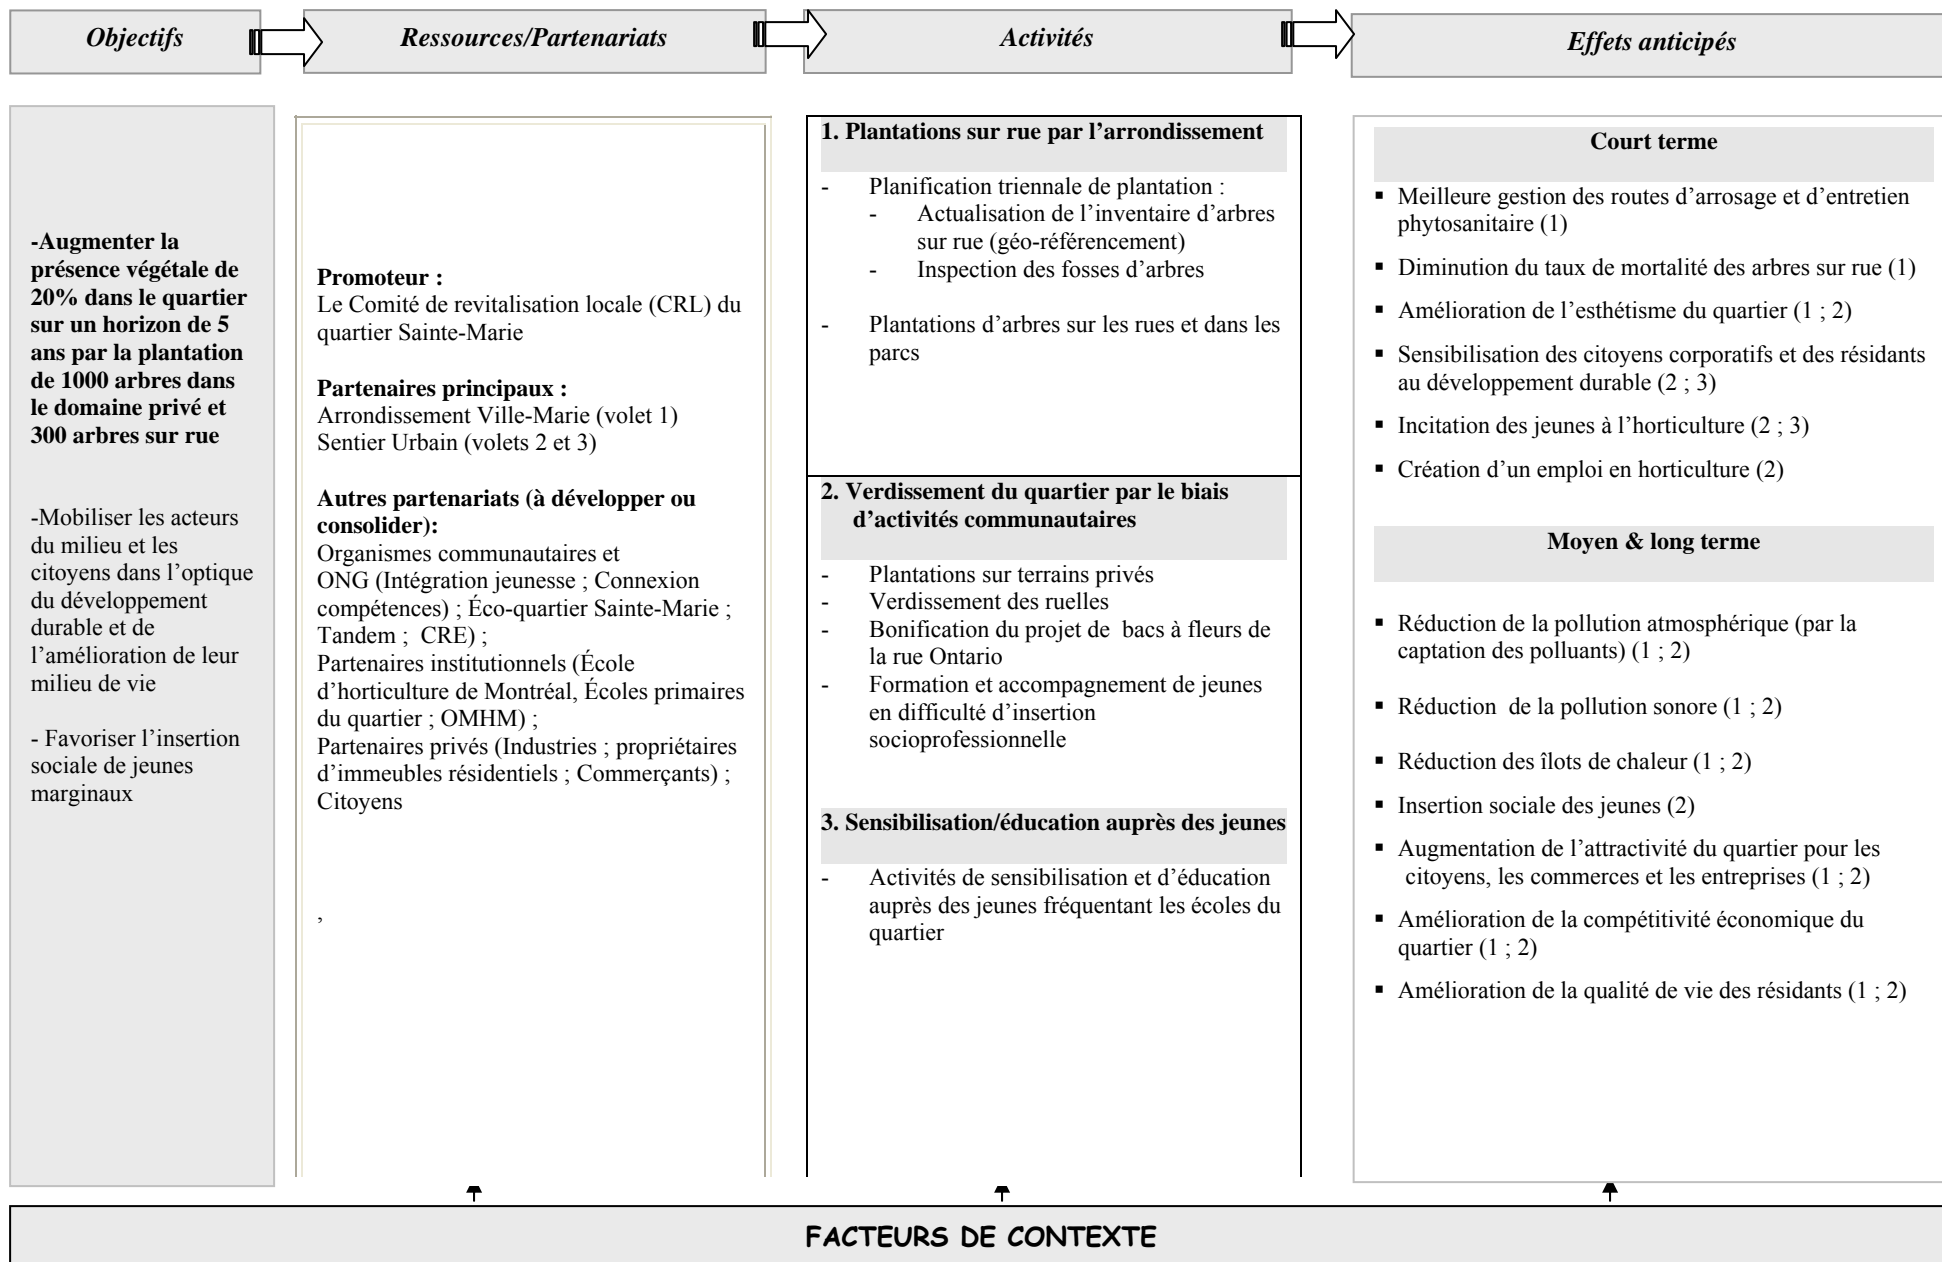 Objectifs
Ressources/Partenariats
Activités
Effets anticipés
-Augmenter la
présence végétale de
20% dans le quartier
sur un horizon de 5
ans par la plantation
de 1000 arbres dans
le domaine privé et
300 arbres sur rue
-Mobiliser les acteurs
du milieu et les
citoyens dans l’optique
du développement
durable et de
l’amélioration de leur
milieu de vie
- Favoriser l’insertion
sociale de jeunes
marginaux
Promoteur :
Le Comité de revitalisation locale (CRL) du
quartier Sainte-Marie
Partenaires principaux :
Arrondissement Ville-Marie (volet 1)
Sentier Urbain (volets 2 et 3)
Autres partenariats (à développer ou
consolider):
Organismes communautaires et
ONG (Intégration jeunesse ; Connexion
compétences) ; Éco-quartier Sainte-Marie ;
Tandem ; CRE) ;
Partenaires institutionnels (École
d’horticulture de Montréal, Écoles primaires
du quartier ; OMHM) ;
Partenaires privés (Industries ; propriétaires
d’immeubles résidentiels ; Commerçants) ;
Citoyens
,
1. Plantations sur rue par l’arrondissement
- Planification triennale de plantation :
- Actualisation de l’inventaire d’arbres
sur rue (géo-référencement)
- Inspection des fosses d’arbres
- Plantations d’arbres sur les rues et dans les
parcs
2. Verdissement du quartier par le biais
d’activités communautaires
- Plantations sur terrains privés
- Verdissement des ruelles
- Bonification du projet de bacs à fleurs de
la rue Ontario
- Formation et accompagnement de jeunes
en difficulté d’insertion
socioprofessionnelle
3. Sensibilisation/éducation auprès des jeunes
- Activités de sensibilisation et d’éducation
auprès des jeunes fréquentant les écoles du
quartier
Court terme
▪ Meilleure gestion des routes d’arrosage et d’entretien
phytosanitaire (1)
▪ Diminution du taux de mortalité des arbres sur rue (1)
▪ Amélioration de l’esthétisme du quartier (1 ; 2)
▪ Sensibilisation des citoyens corporatifs et des résidants
au développement durable (2 ; 3)
▪ Incitation des jeunes à l’horticulture (2 ; 3)
▪ Création d’un emploi en horticulture (2)
Moyen & long terme
▪ Réduction de la pollution atmosphérique (par la
captation des polluants) (1 ; 2)
▪ Réduction de la pollution sonore (1 ; 2)
▪ Réduction des îlots de chaleur (1 ; 2)
▪ Insertion sociale des jeunes (2)
▪ Augmentation de l’attractivité du quartier pour les
citoyens, les commerces et les entreprises (1 ; 2)
▪ Amélioration de la compétitivité économique du
quartier (1 ; 2)
▪ Amélioration de la qualité de vie des résidants (1 ; 2)
FACTEURS DE CONTEXTE